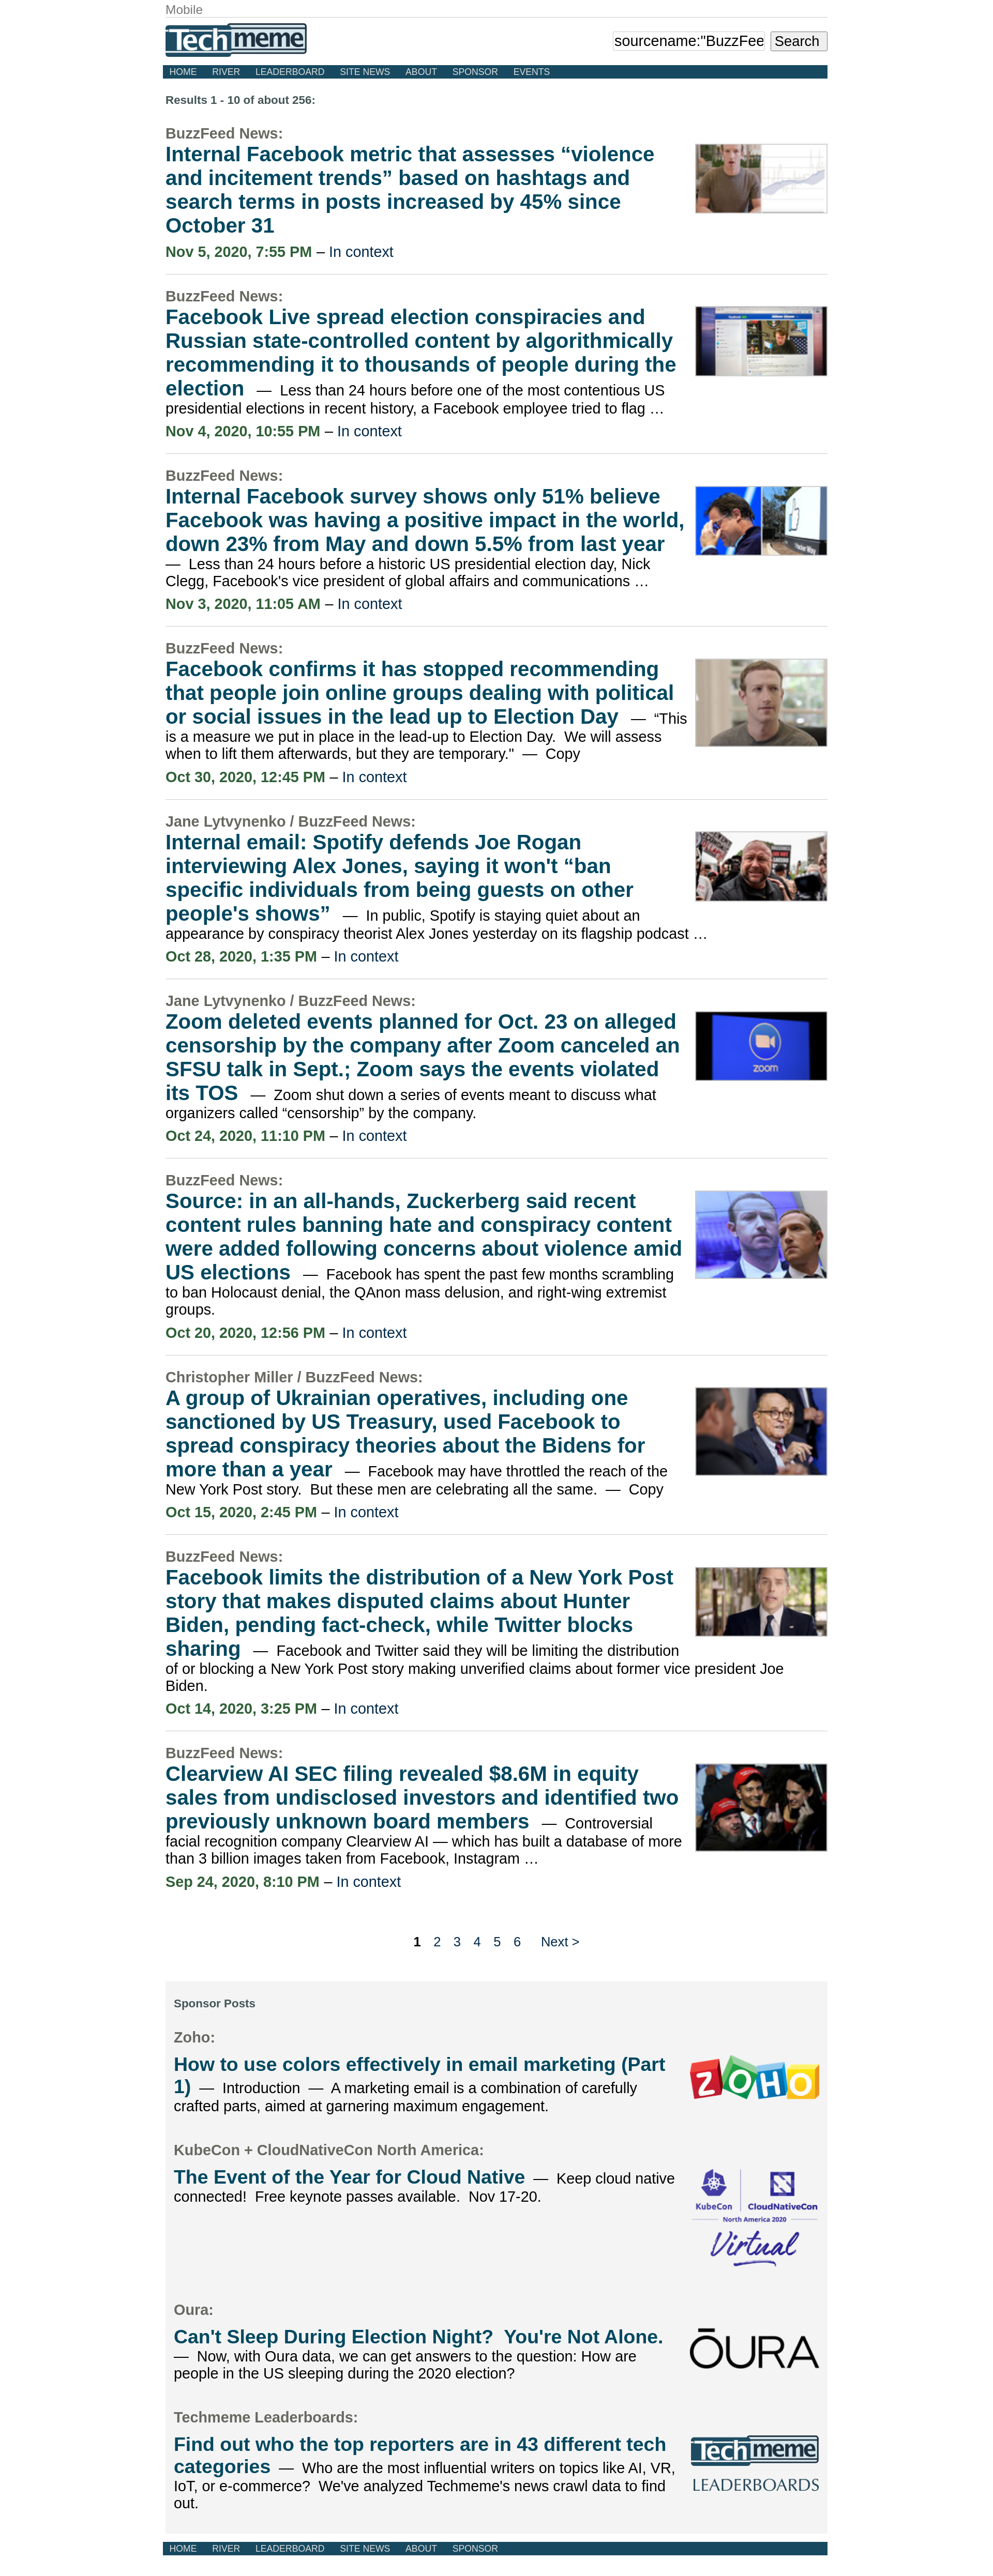 Mobile
Techmeme
sourcename:"BuzzFee
Search
HOME RIVER LEADERBOARD SITE NEWS ABOUT SPONSOR EVENTS
Results 1 - 10 of about 256:
BuzzFeed News:
Internal Facebook metric that assesses “violence
and incitement trends” based on hashtags and
search terms in posts increased by 45% since
October 31
Nov 5, 2020, 7:55 PM – In context
BuzzFeed News:
Facebook Live spread election conspiracies and
Russian state-controlled content by algorithmically
recommending it to thousands of people during the
election — Less than 24 hours before one of the most contentious US
presidential elections in recent history, a Facebook employee tried to flag …
Nov 4, 2020, 10:55 PM – In context
BuzzFeed News:
Internal Facebook survey shows only 51% believe
Facebook was having a positive impact in the world,
down 23% from May and down 5.5% from last year
— Less than 24 hours before a historic US presidential election day, Nick
Clegg, Facebook's vice president of global affairs and communications …
Nov 3, 2020, 11:05 AM – In context
BuzzFeed News:
Facebook confirms it has stopped recommending
that people join online groups dealing with political
or social issues in the lead up to Election Day — “This
is a measure we put in place in the lead-up to Election Day. We will assess
when to lift them afterwards, but they are temporary." — Copy
Oct 30, 2020, 12:45 PM – In context
Jane Lytvynenko / BuzzFeed News:
Internal email: Spotify defends Joe Rogan
interviewing Alex Jones, saying it won't “ban
specific individuals from being guests on other
people's shows” — In public, Spotify is staying quiet about an
appearance by conspiracy theorist Alex Jones yesterday on its flagship podcast …
Oct 28, 2020, 1:35 PM – In context
Jane Lytvynenko / BuzzFeed News:
Zoom deleted events planned for Oct. 23 on alleged
censorship by the company after Zoom canceled an
SFSU talk in Sept.; Zoom says the events violated
its TOS — Zoom shut down a series of events meant to discuss what
organizers called “censorship” by the company.
zoom
Oct 24, 2020, 11:10 PM – In context
BuzzFeed News:
Source: in an all-hands, Zuckerberg said recent
content rules banning hate and conspiracy content
were added following concerns about violence amid
US elections — Facebook has spent the past few months scrambling
to ban Holocaust denial, the QAnon mass delusion, and right-wing extremist
groups.
Oct 20, 2020, 12:56 PM – In context
Christopher Miller / BuzzFeed News:
A group of Ukrainian operatives, including one
sanctioned by US Treasury, used Facebook to
spread conspiracy theories about the Bidens for
more than a year — Facebook may have throttled the reach of the
New York Post story. But these men are celebrating all the same. — Copy
Oct 15, 2020, 2:45 PM – In context
BuzzFeed News:
Facebook limits the distribution of a New York Post
story that makes disputed claims about Hunter
Biden, pending fact-check, while Twitter blocks
sharing — Facebook and Twitter said they will be limiting the distribution
of or blocking a New York Post story making unverified claims about former vice president Joe
Biden.
Oct 14, 2020, 3:25 PM – In context
BuzzFeed News:
Clearview AI SEC filing revealed $8.6M in equity
sales from undisclosed investors and identified two
previously unknown board members — Controversial
facial recognition company Clearview AI — which has built a database of more
than 3 billion images taken from Facebook, Instagram …
Sep 24, 2020, 8:10 PM – In context
1 2 3 4 5 6 Next >
Sponsor Posts
Zoho:
How to use colors effectively in email marketing (Part
1) — Introduction — A marketing email is a combination of carefully
crafted parts, aimed at garnering maximum engagement.
ZOHO
KubeCon + CloudNativeCon North America:
The Event of the Year for Cloud Native — Keep cloud native
connected! Free keynote passes available. Nov 17-20.
KubeCon CloudNativeCon
North America 2020
Virtual
Oura:
Can't Sleep During Election Night? You're Not Alone.
— Now, with Oura data, we can get answers to the question: How are
people in the US sleeping during the 2020 election?
ŌURA
Techmeme Leaderboards:
Find out who the top reporters are in 43 different tech
categories — Who are the most influential writers on topics like AI, VR,
IoT, or e-commerce? We've analyzed Techmeme's news crawl data to find
out.
Techmeme
LEADERBOARDS
HOME RIVER LEADERBOARD SITE NEWS ABOUT SPONSOR